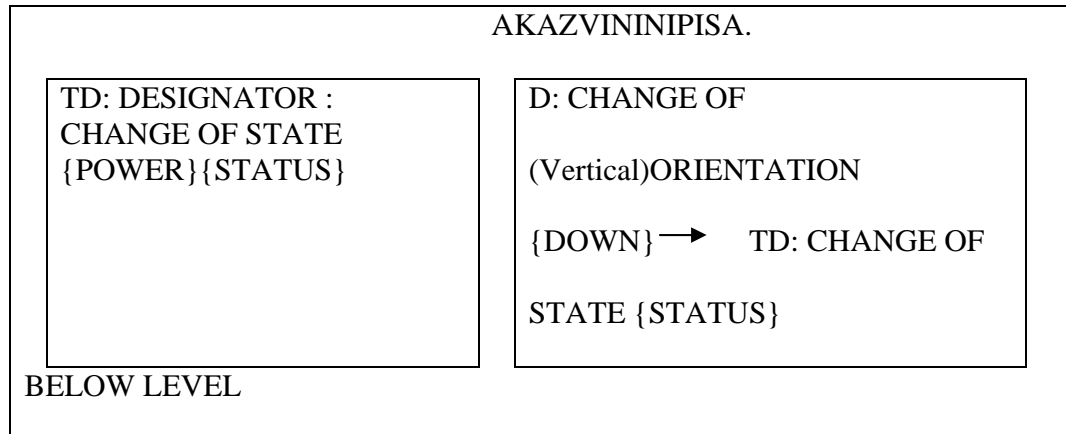 AKAZVININIPISA.
TD: DESIGNATOR :
CHANGE OF STATE
{POWER}{STATUS}
D: CHANGE OF
(Vertical)ORIENTATION
{DOWN} → TD: CHANGE OF
STATE {STATUS}
BELOW LEVEL